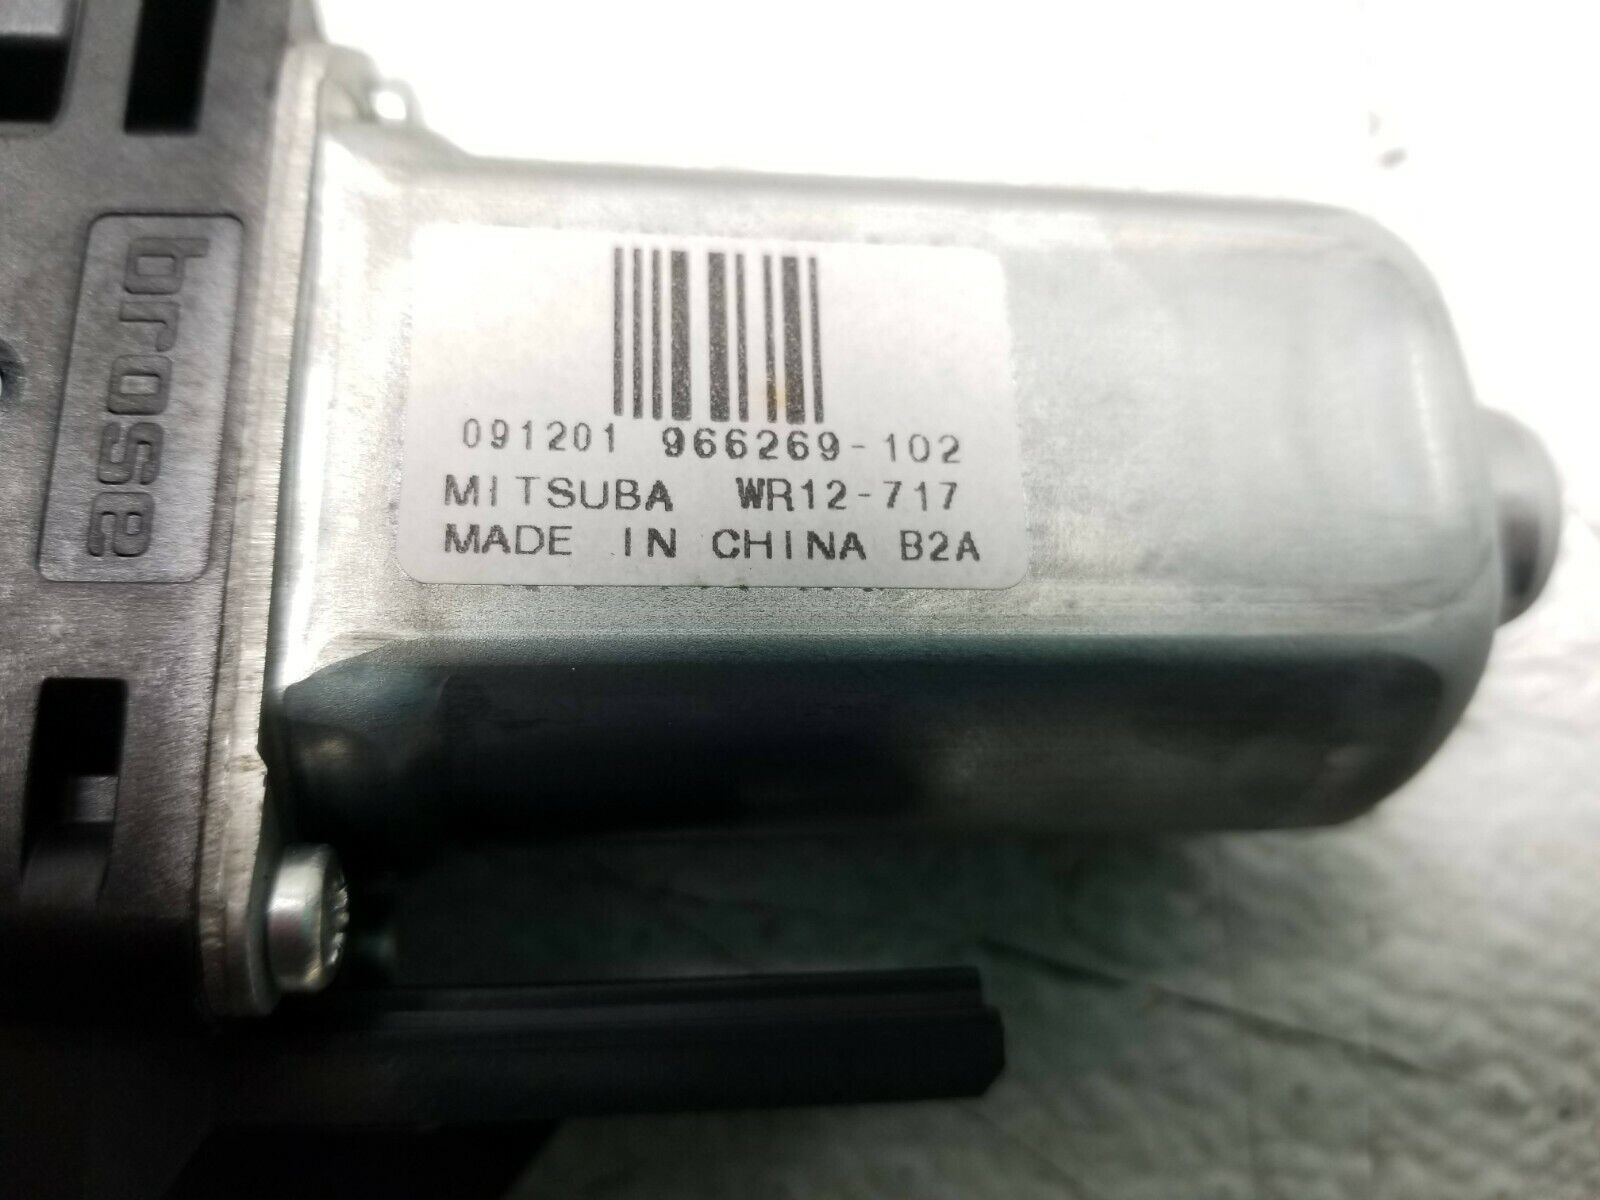 brose
091201 966269-102
MITSUBA WR12-717
MADE IN CHINA B2A